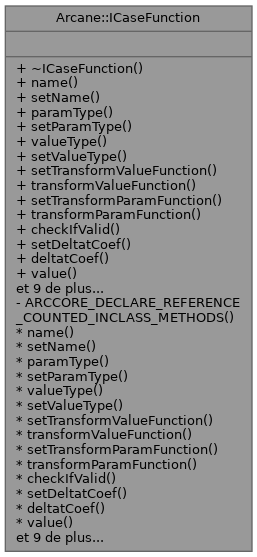 Arcane::ICaseFunction
+ ~ICaseFunction()
+ name()
+ setName()
+ paramType()
+ setParamType()
+ valueType()
+ setValueType()
+ setTransformValueFunction()
+ transformValueFunction()
+ setTransformParamFunction()
+ transformParamFunction()
+ checkIfValid()
+ setDeltatCoef()
+ deltatCoef()
+ value()
et 9 de plus...
- ARCCORE_DECLARE_REFERENCE
_COUNTED_INCLASS_METHODS()
* name()
* setName()
* paramType()
* setParamType()
* valueType()
* setValueType()
* setTransformValueFunction()
* transformValueFunction()
* setTransformParamFunction()
* transformParamFunction()
* checkIfValid()
* setDeltatCoef()
* deltatCoef()
* value()
et 9 de plus...